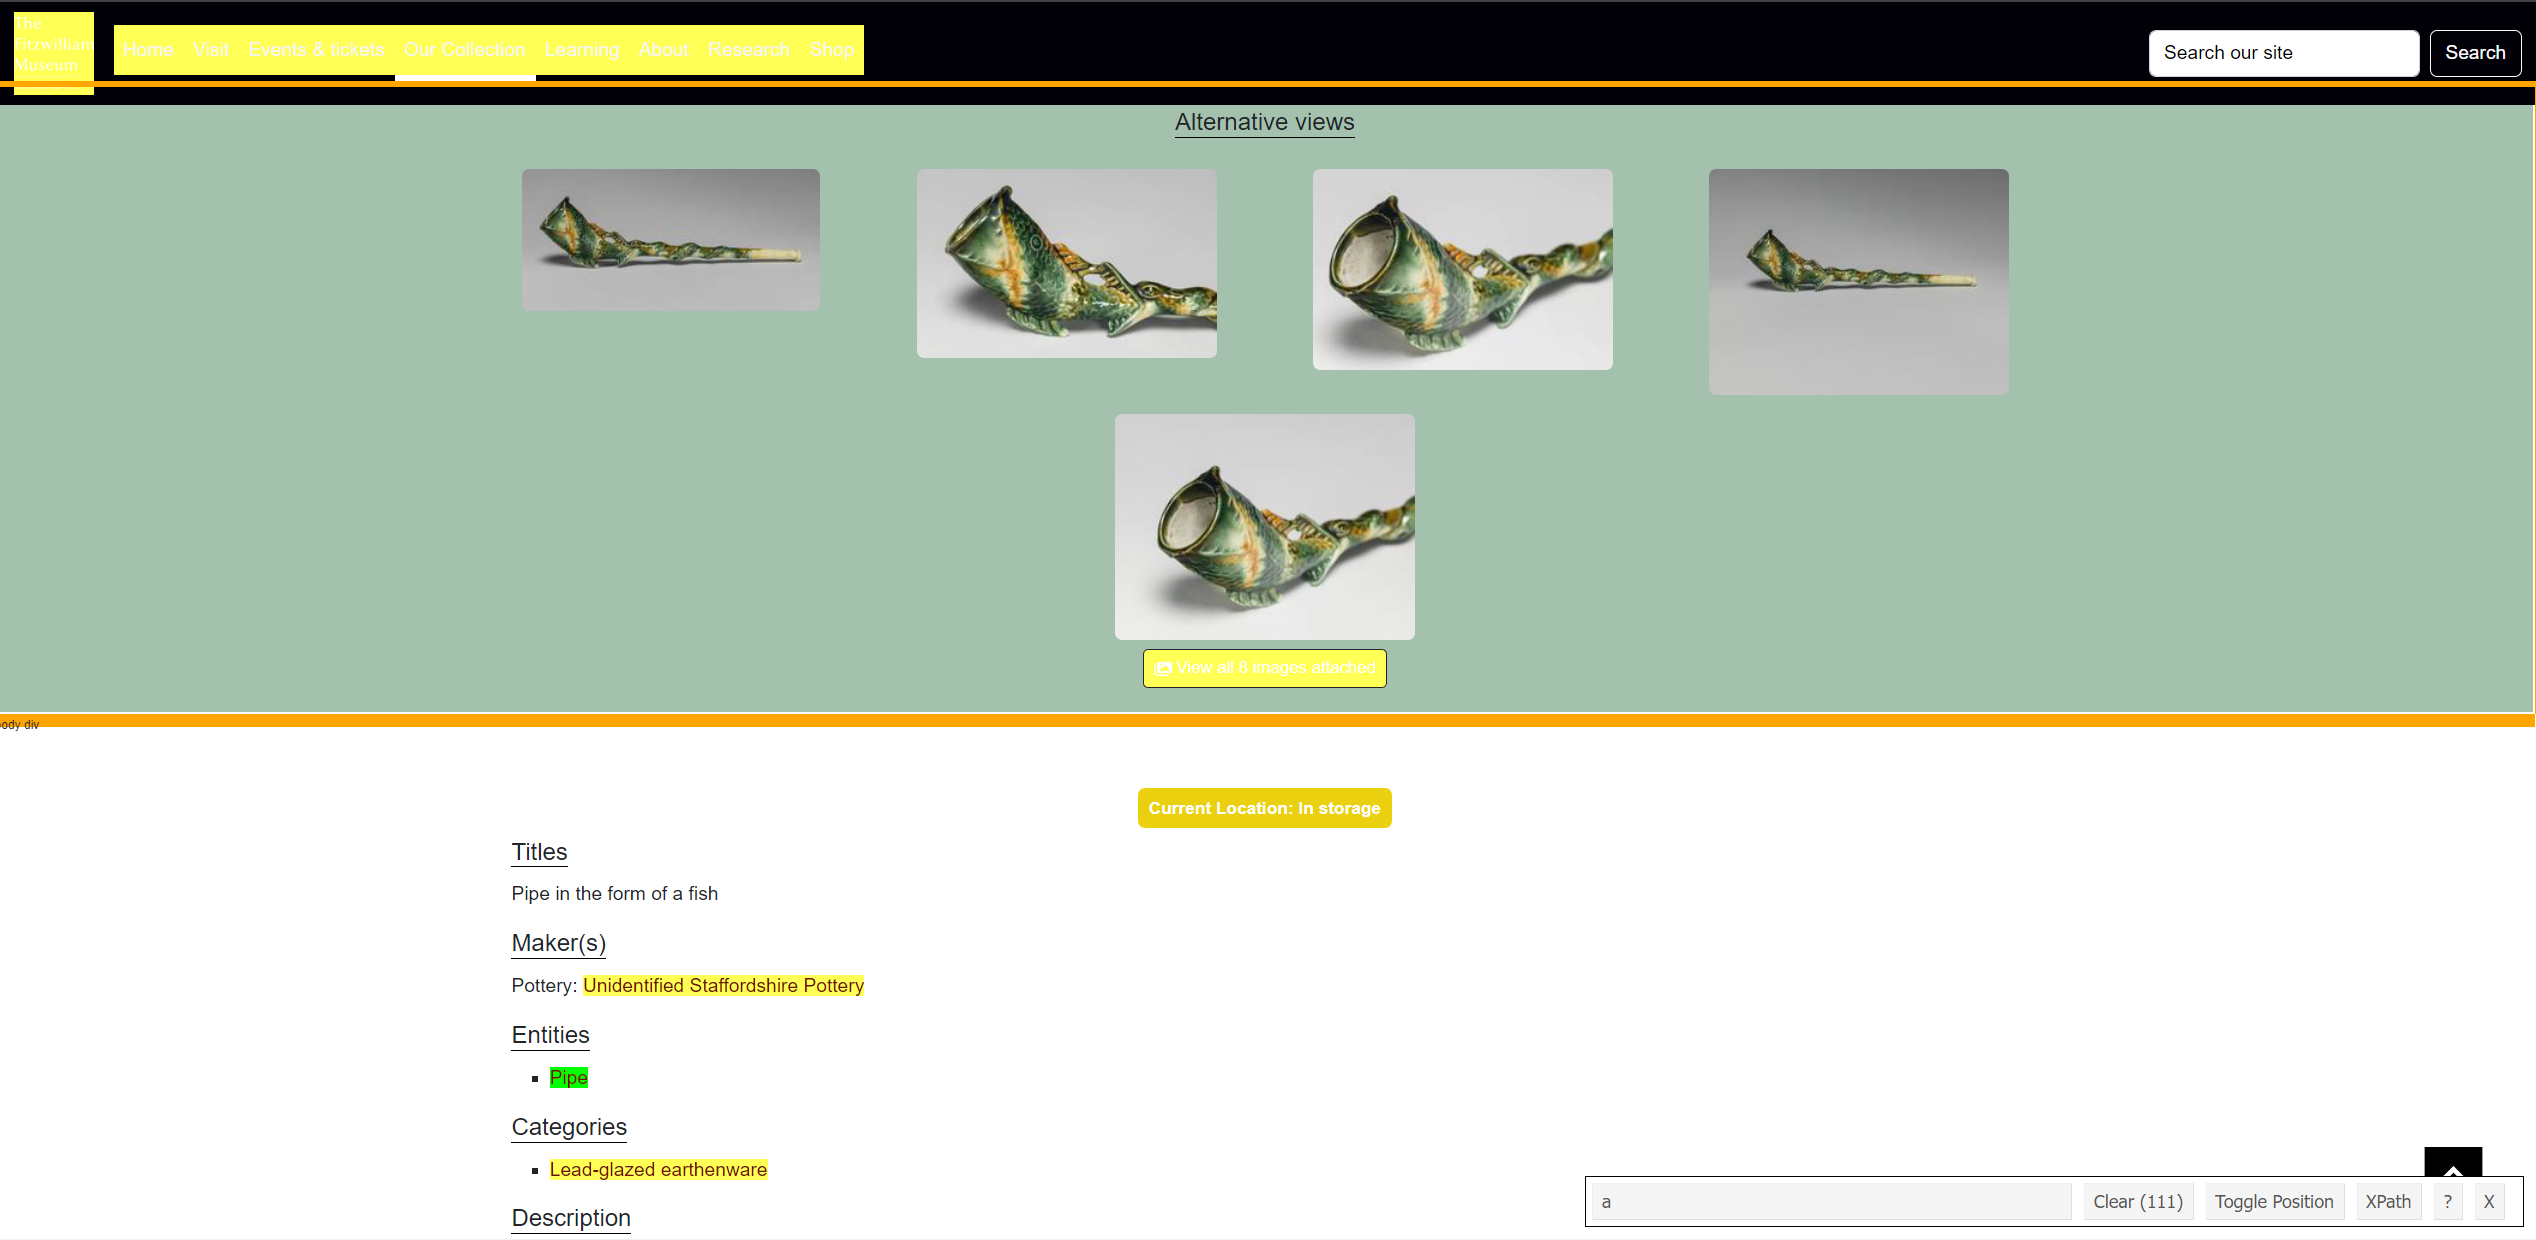 The
Fitzwilliam
Museum
Home Visit Events & tickets Our Collection Learning About Research Shop
Search our site Search
Alternative views
View all 8 images attached
ody div
Current Location: In storage
Titles
Pipe in the form of a fish
Maker(s)
Pottery: Unidentified Staffordshire Pottery
Entities
Pipe
Categories
Lead-glazed earthenware
Description
a Clear (111) Toggle Position XPath ? X